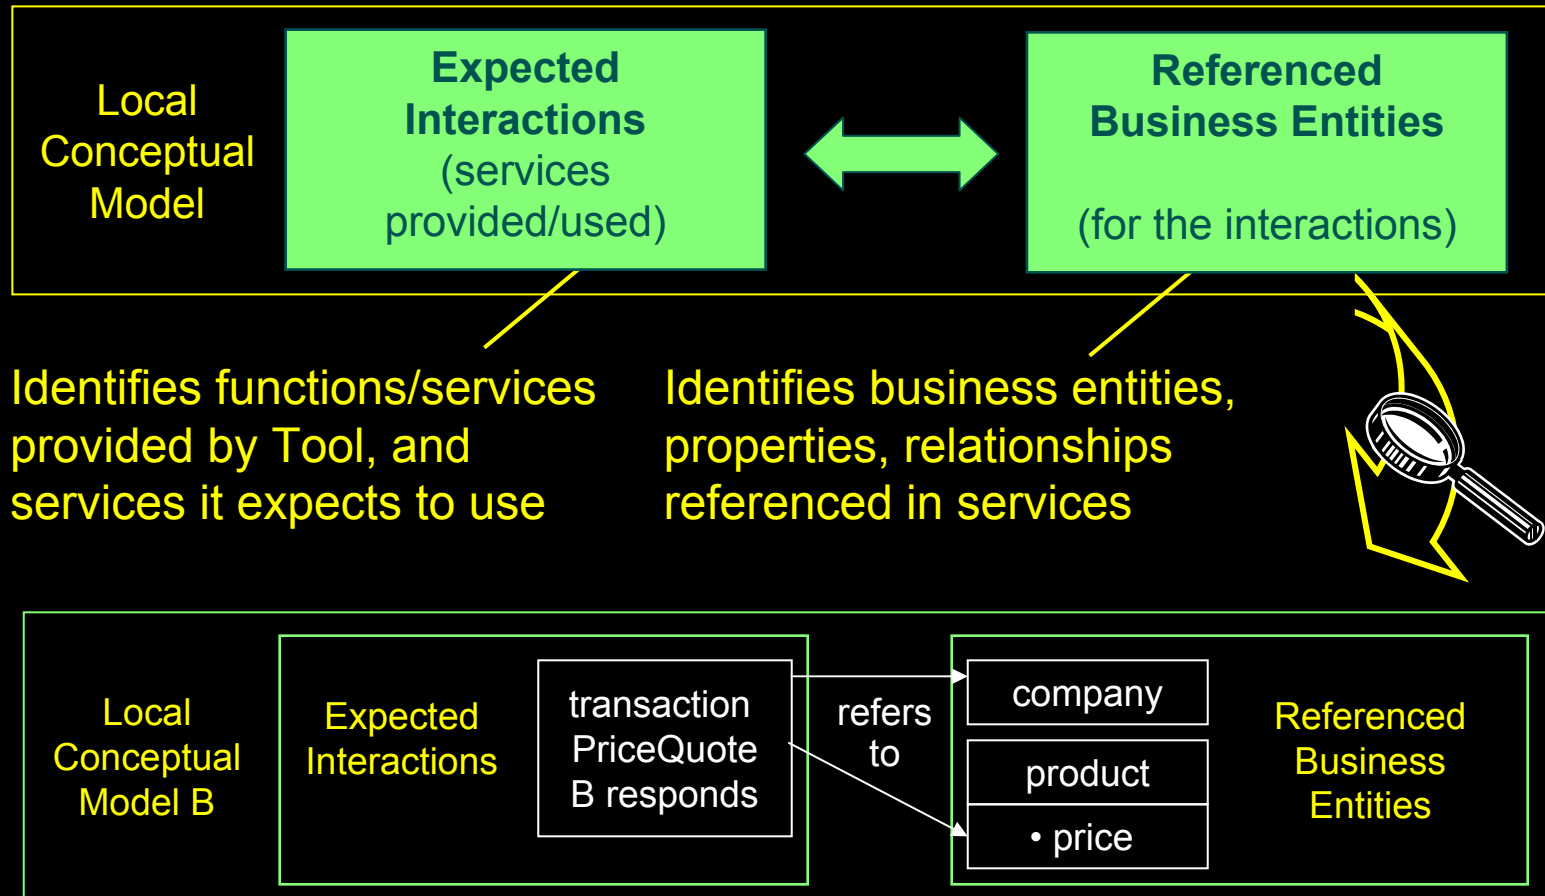 Local
Conceptual
Model
Expected
Interactions
(services
provided/used)
Referenced
Business Entities
(for the interactions)
Identifies functions/services
provided by Tool, and
services it expects to use
Identifies business entities,
properties, relationships
referenced in services
Local
Conceptual
Model B
Expected
Interactions
transaction
PriceQuote
B responds
refers
to
company
product
• price
Referenced
Business
Entities